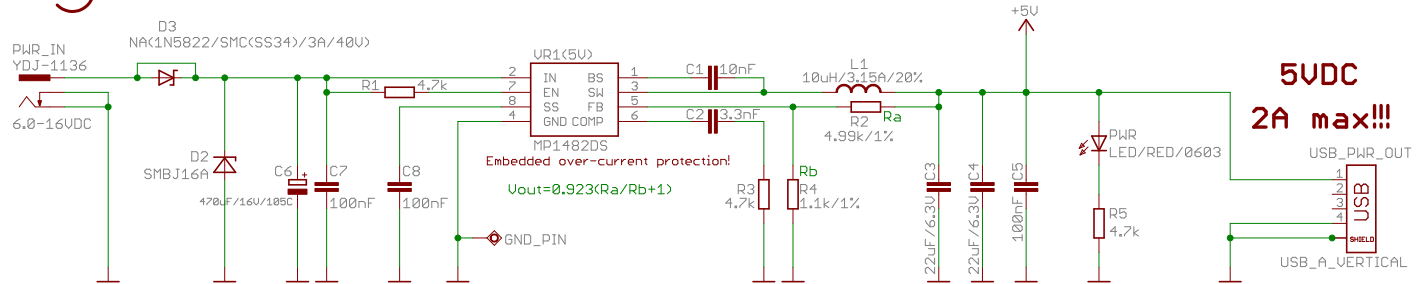 D3
NA(1N5822/SMC(SS34)/3A/40V)
PWR_IN
YDJ-1136
6.0-16VDC
D2
SMBJ16A
C6
+
470uF/16V/105C
C7
100nF
R1
4.7k
C8
100nF
VR1(5V)
2 IN BS 1
7 EN SW 3
8 SS FB 5
4 GND COMP 6
MP1482DS
Embedded over-current protection!
Vout=0.923(Ra/Rb+1)
GND_PIN
C1 10nF
C2 3.3nF
R3
4.7k
Rb
R4
1.1k/1%
L1
10uH/3.15A/20%
R2 Ra
4.99k/1%
C3
22uF/6.3V
C4
22uF/6.3V
C5
100nF
+5V
PWR
LED/RED/0603
R5
4.7k
5VDC
2A max!!!
USB_PWR_OUT
1
2
3
4
USB
SHIELD
USB_A_VERTICAL